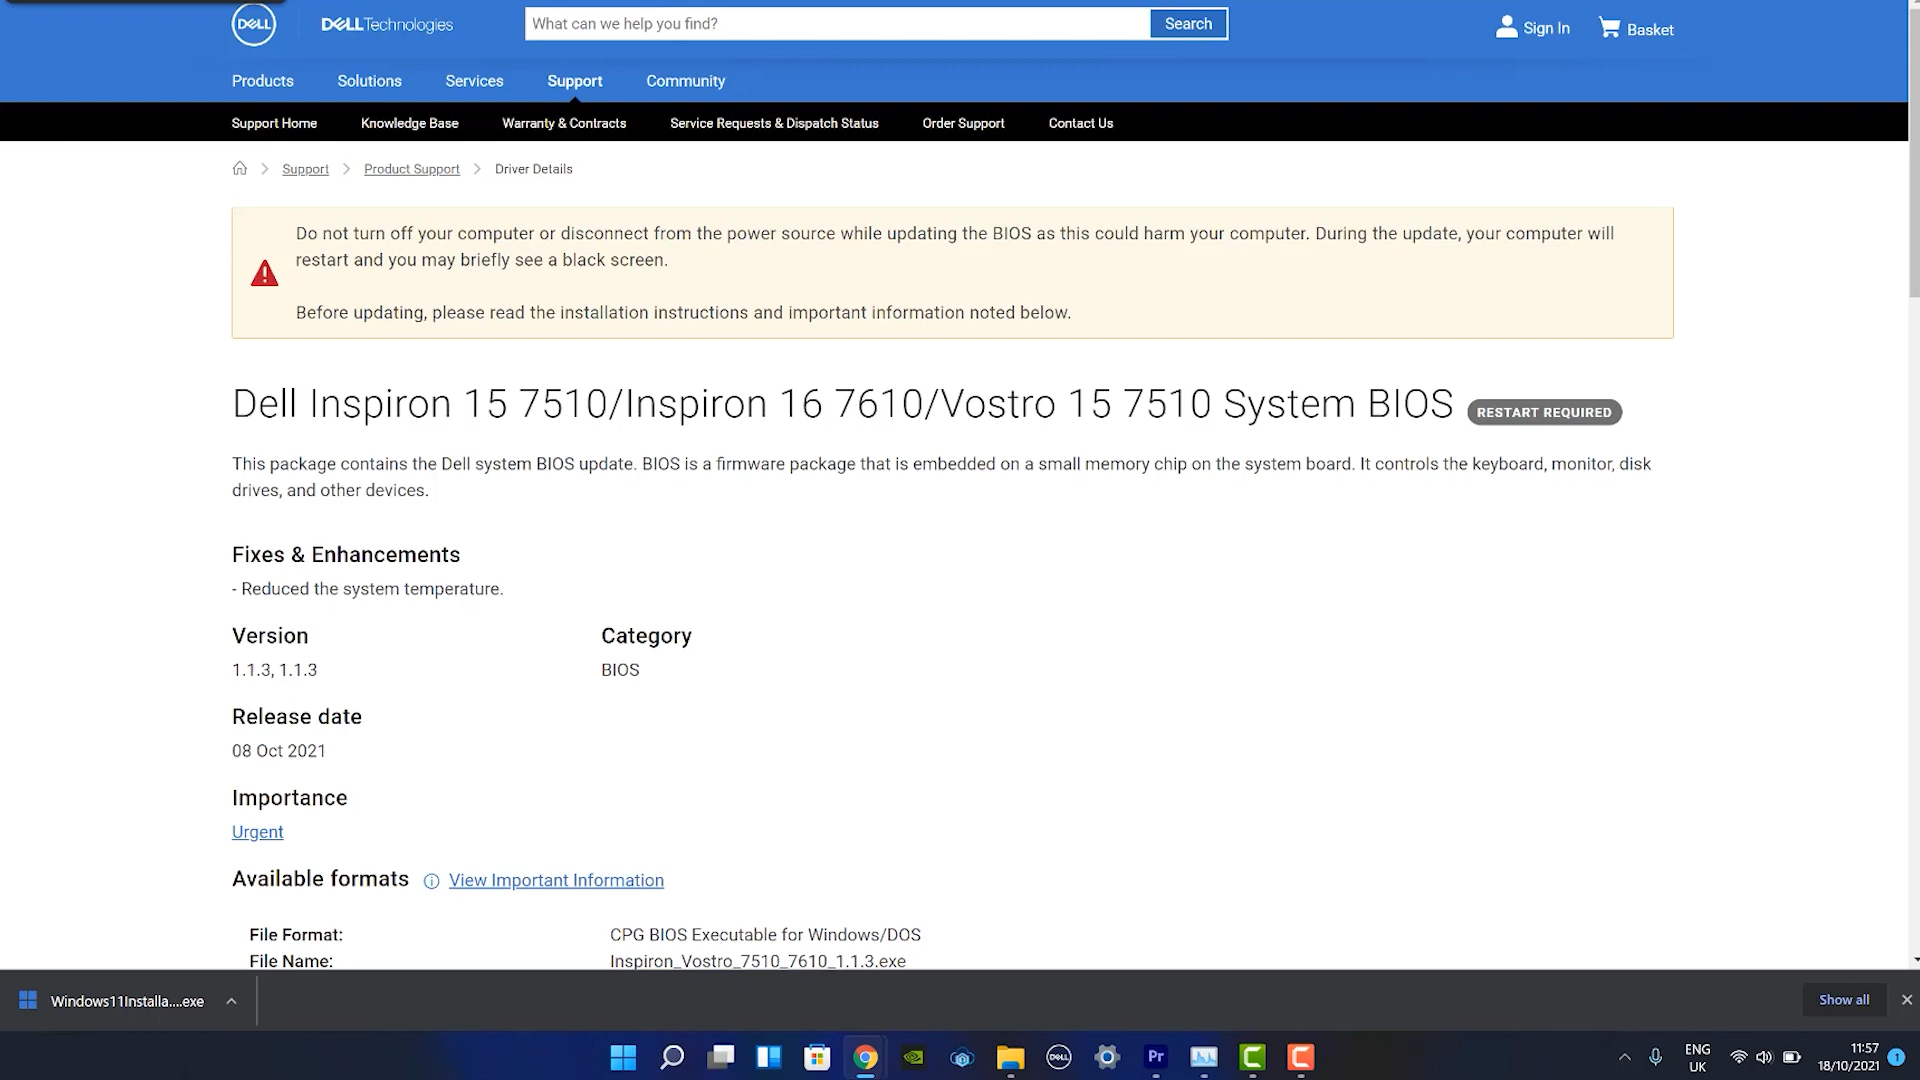 DELL
DELLTechnologies
What can we help you find?
Search
Sign In
Basket
Products
Solutions
Services
Support
Community
Support Home
Knowledge Base
Warranty & Contracts
Service Requests & Dispatch Status
Order Support
Contact Us
Support
Product Support
Driver Details
Do not turn off your computer or disconnect from the power source while updating the BIOS as this could harm your computer. During the update, your computer will
restart and you may briefly see a black screen.
Before updating, please read the installation instructions and important information noted below.
Dell Inspiron 15 7510/Inspiron 16 7610/Vostro 15 7510 System BIOS
RESTART REQUIRED
This package contains the Dell system BIOS update. BIOS is a firmware package that is embedded on a small memory chip on the system board. It controls the keyboard, monitor, disk
drives, and other devices.
Fixes & Enhancements
- Reduced the system temperature.
Version
Category
1.1.3, 1.1.3
BIOS
Release date
08 Oct 2021
Importance
Urgent
Available formats
View Important Information
File Format:
CPG BIOS Executable for Windows/DOS
File Name:
Inspiron_Vostro_7510_7610_1.1.3.exe
Windows11Installa....exe
Show all
DELL
Pr
ENG
UK
11:57
18/10/2021
1